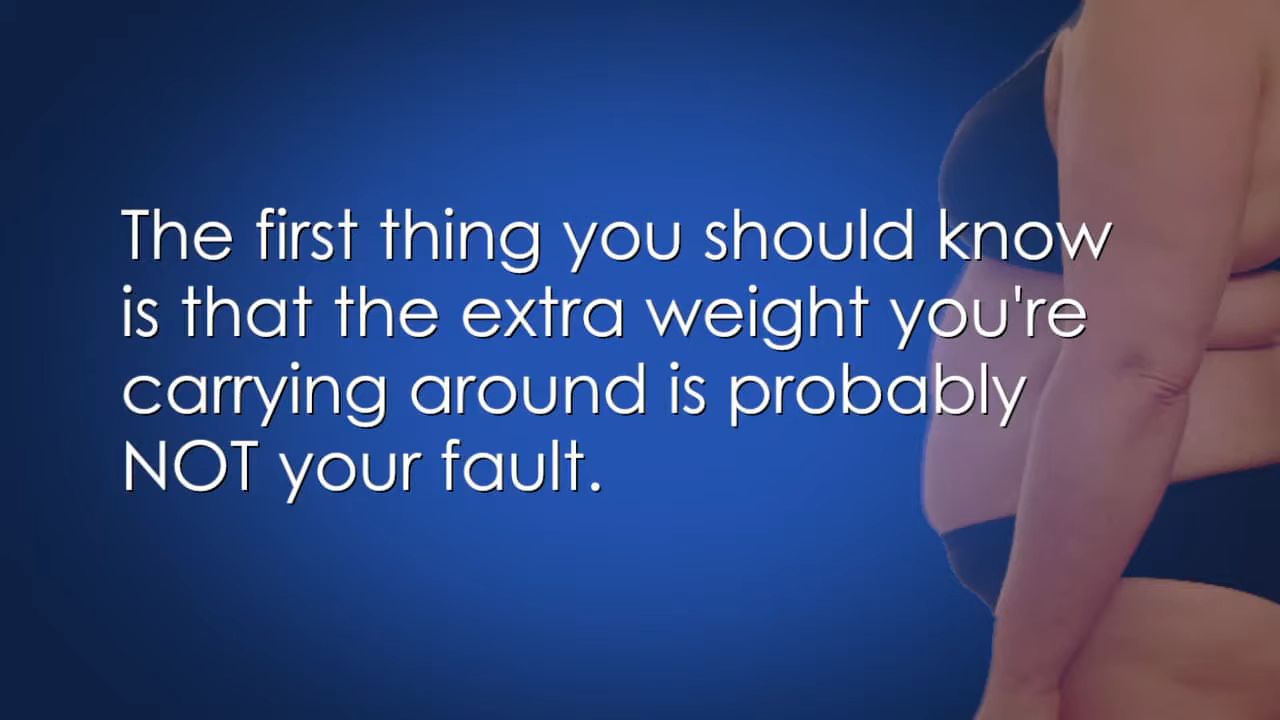 The first thing you should know
is that the extra weight you're
carrying around is probably
NOT your fault.